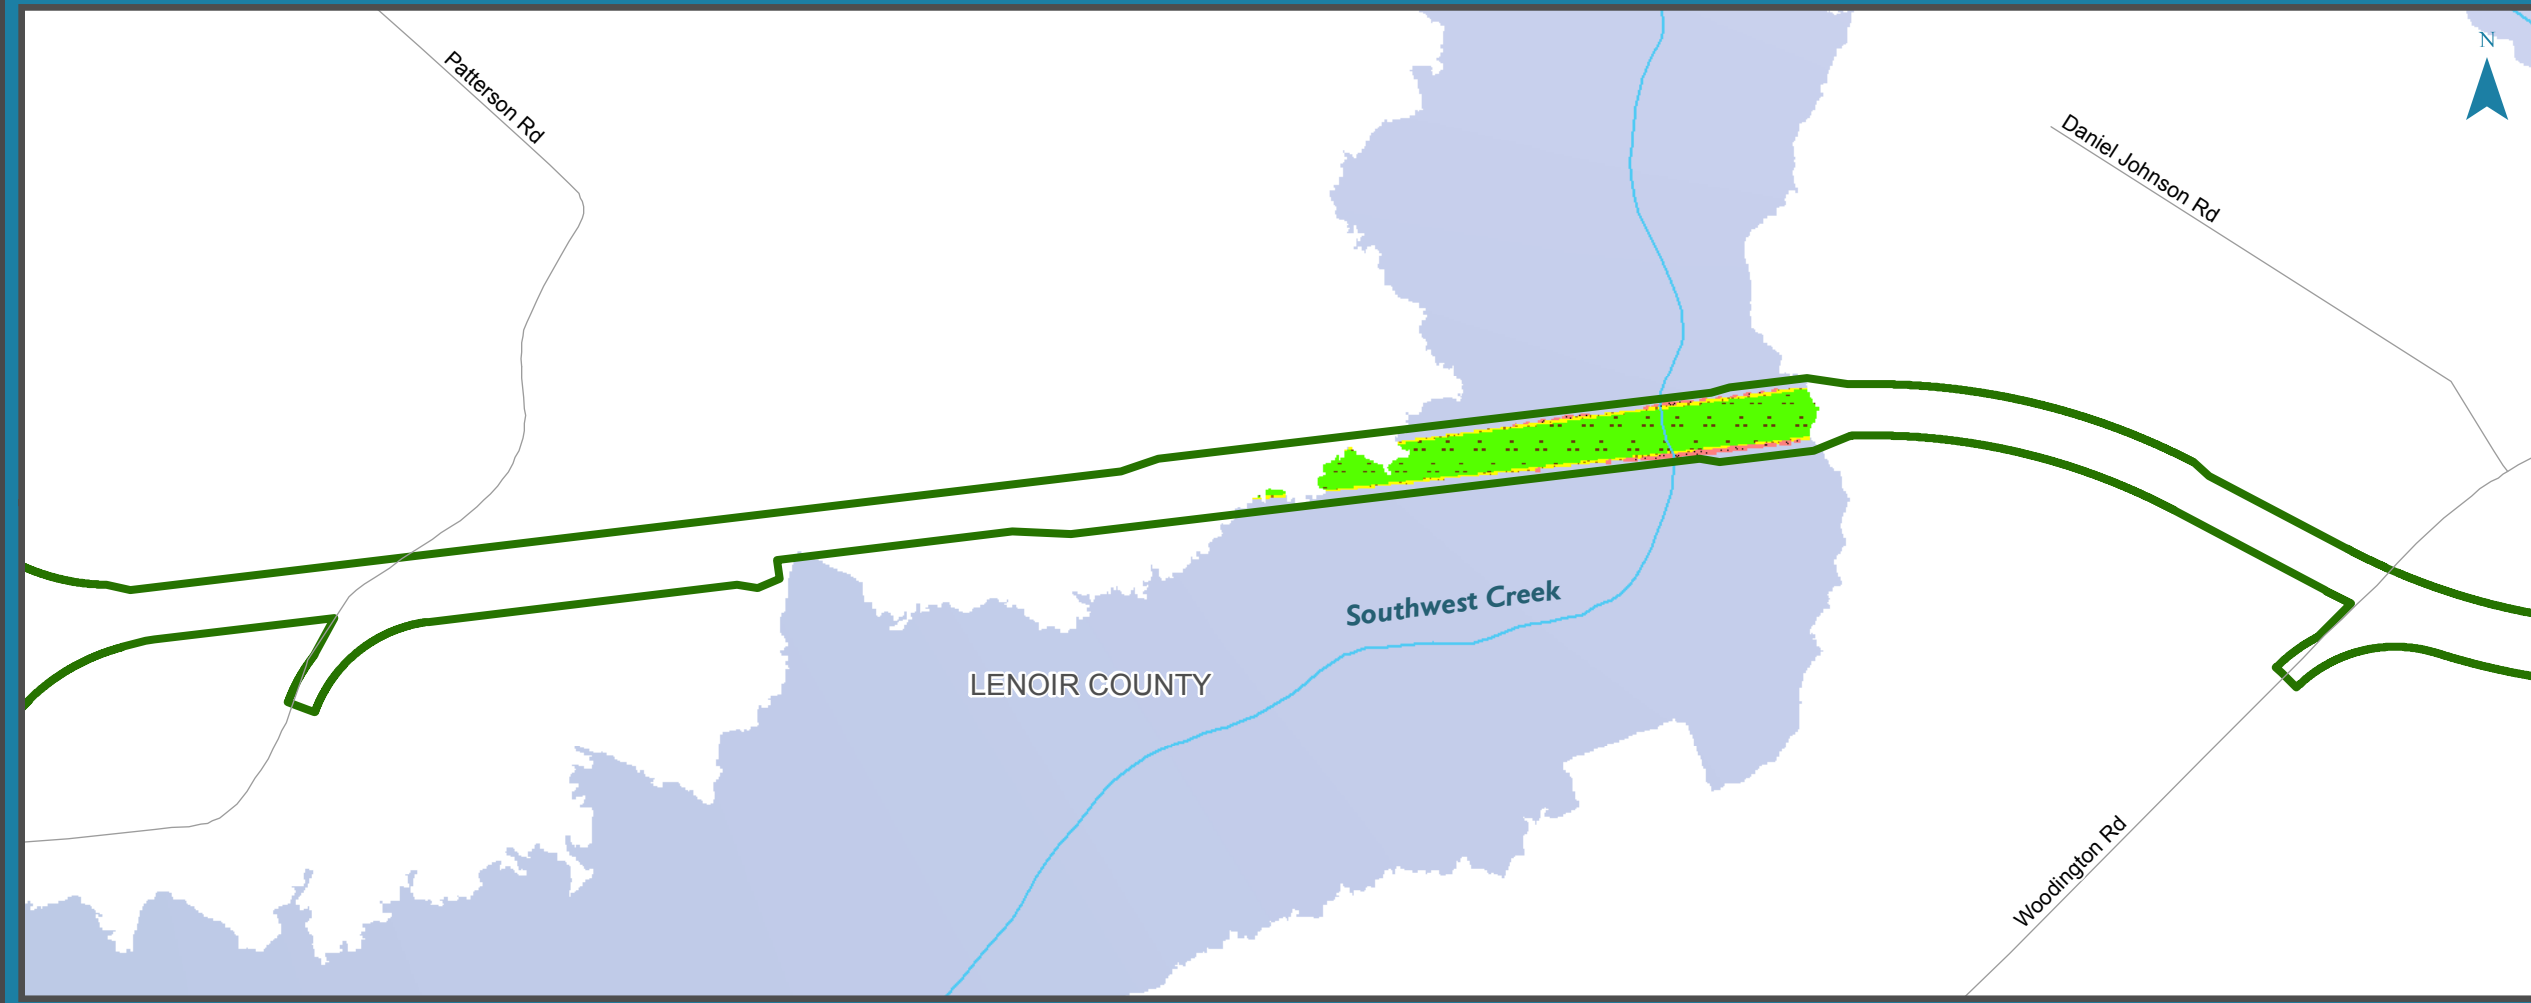 Patterson Rd
N
Daniel Johnson Rd
Southwest Creek
LENOIR COUNTY
Woodington Rd